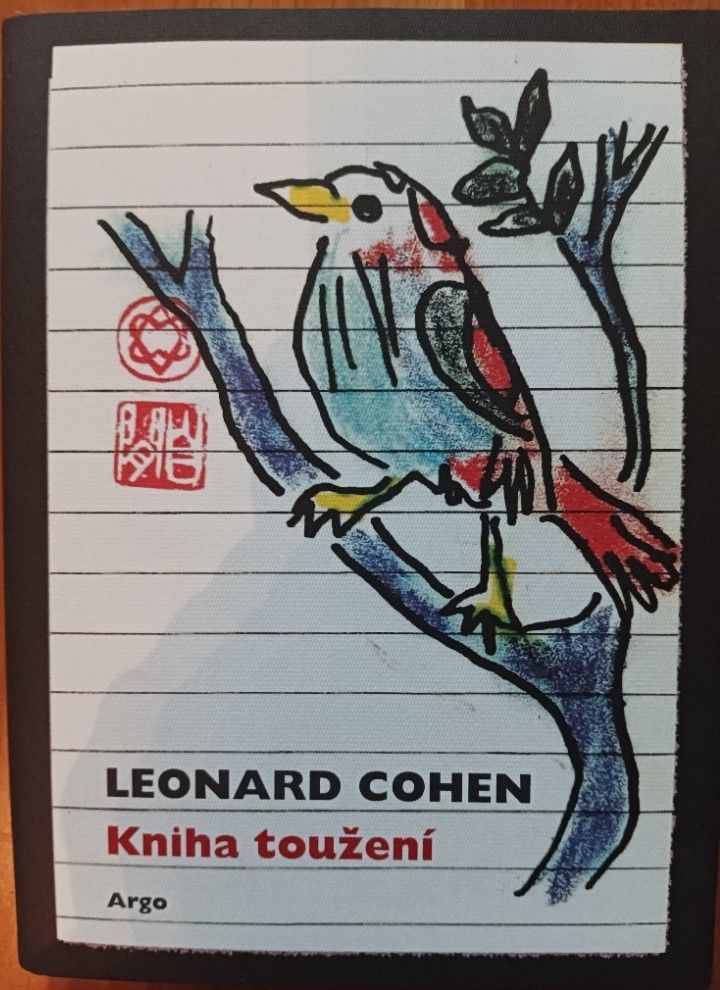 LEONARD COHEN
Kniha toužení
Argo